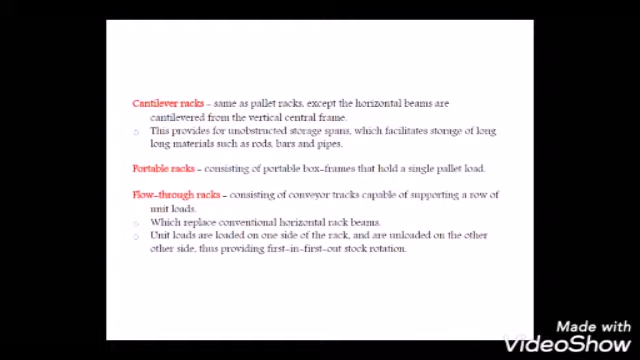 Cantilever racks – same as pallet racks, except the horizontal beams are
cantilevered from the vertical central frame.
o This provides for unobstructed storage spans, which facilitates storage of long
long materials such as rods, bars and pipes.
Portable racks – consisting of portable box-frames that hold a single pallet load.
Flow-through racks – consisting of conveyor tracks capable of supporting a row of
unit loads.
o Which replace conventional horizontal rack beams.
o Unit loads are loaded on one side of the rack, and are unloaded on the other
other side, thus providing first-in-first-out stock rotation.
Made with
VideoShow